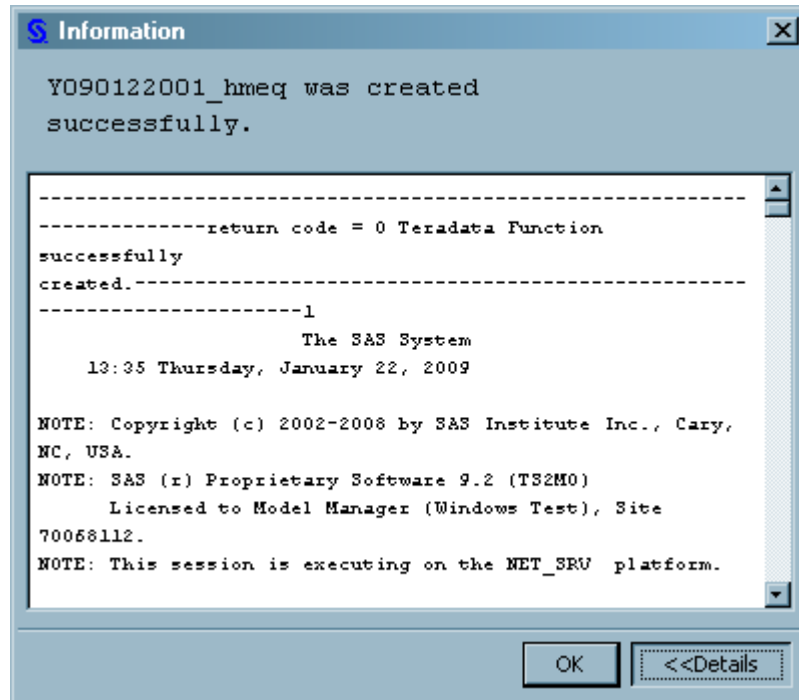 Information
Y090122001_hmeq was created
successfully.
-----------------------------------------------------------
--------------return code = 0 Teradata Function
successfully
created.---------------------------------------------------
----------------------1
The SAS System
13:35 Thursday, January 22, 2009
NOTE: Copyright (c) 2002-2008 by SAS Institute Inc., Cary,
NC, USA.
NOTE: SAS (r) Proprietary Software 9.2 (TS2M0)
Licensed to Model Manager (Windows Test), Site
70068112.
NOTE: This session is executing on the NET_SRV platform.
OK
<<Details